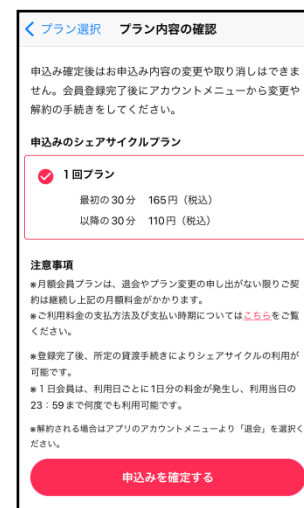 プラン選択 プラン内容の確認
申込み確定後はお申込み内容の変更や取り消しはできま
せん。会員登録完了後にアカウントメニューから変更や
解約の手続きをしてください。
申込みのシェアサイクルプラン
1回プラン
最初の30分 165円（税込）
以降の30分 110円（税込）
注意事項
※月額会員プランは、退会やプラン変更の申し出がない限りご契
約は継続し上記の月額料金がかかります。
※ご利用料金の支払方法及び支払い時期についてはこちらをご覧
ください。
※登録完了後、所定の貸渡手続きによりシェアサイクルの利用が
可能です。
※１日会員は、利用日ごとに1日分の料金が発生し、利用当日の
23：59まで何度でも利用可能です。
※解約される場合はアプリのアカウントメニューより「退会」を選択く
ださい。
申込みを確定する